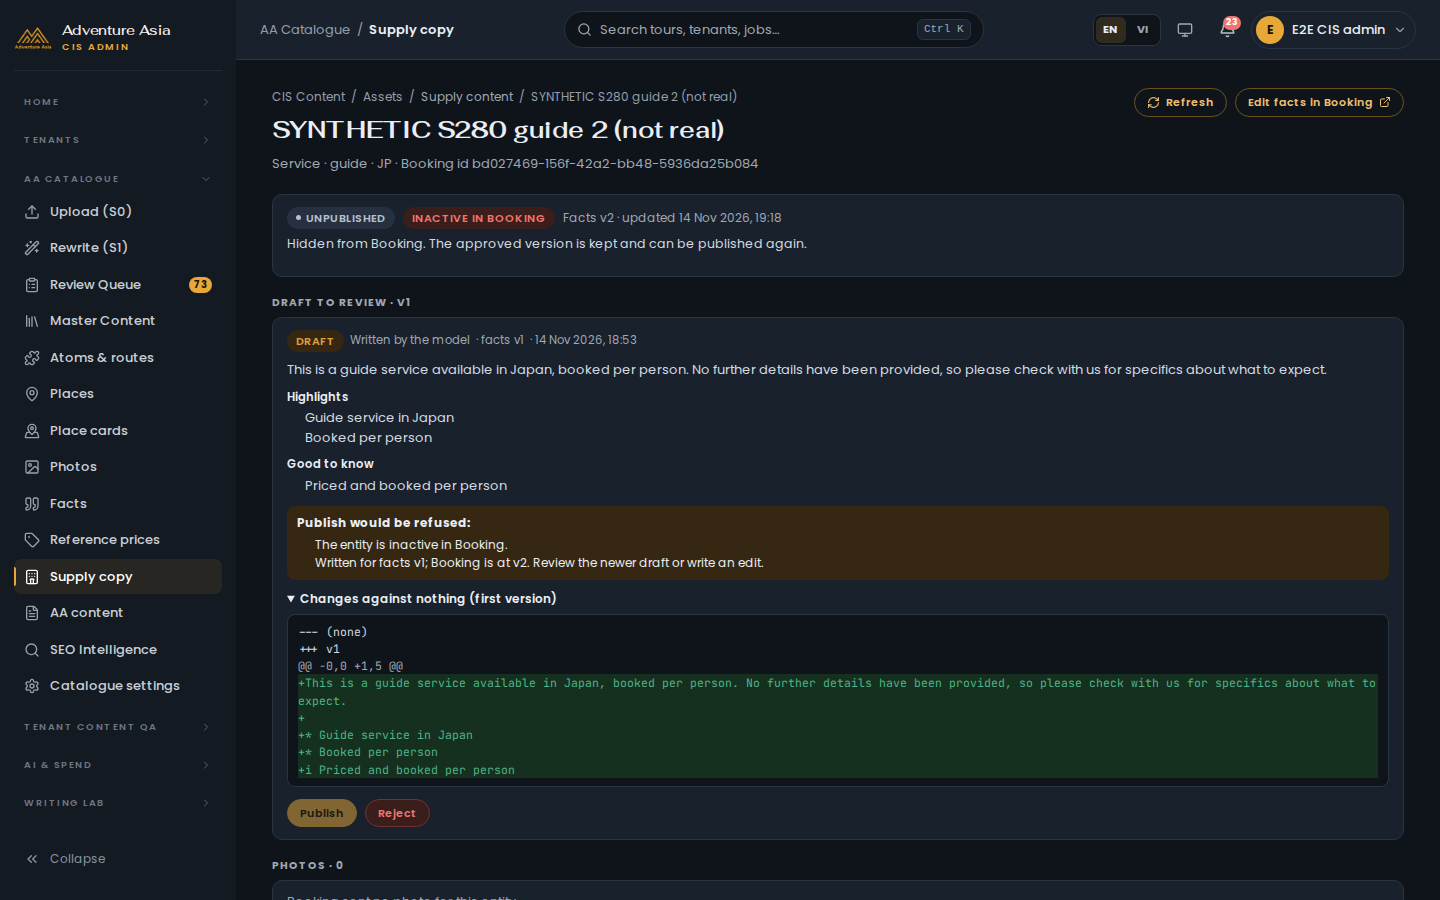 Adventure Asia
CIS ADMIN
Adventure Asia
AA Catalogue / Supply copy
Search tours, tenants, jobs...
Ctrl K
EN
VI
23
E
E2E CIS admin
HOME
TENANTS
AA CATALOGUE
Upload (S0)
Rewrite (S1)
Review Queue
73
Master Content
Atoms & routes
Places
Place cards
Photos
Facts
Reference prices
Supply copy
AA content
SEO Intelligence
Catalogue settings
TENANT CONTENT QA
AI & SPEND
WRITING LAB
Collapse
CIS Content / Assets / Supply content / SYNTHETIC S280 guide 2 (not real)
SYNTHETIC S280 guide 2 (not real)
Service · guide · JP · Booking id bd027469-156f-42a2-bb48-5936da25b084
Refresh
Edit facts in Booking
UNPUBLISHED
INACTIVE IN BOOKING
Facts v2 · updated 14 Nov 2026, 19:18
Hidden from Booking. The approved version is kept and can be published again.
DRAFT TO REVIEW · V1
DRAFT
Written by the model · facts v1 · 14 Nov 2026, 18:53
This is a guide service available in Japan, booked per person. No further details have been provided, so please check with us for specifics about what to expect.
Highlights
Guide service in Japan
Booked per person
Good to know
Priced and booked per person
Publish would be refused:
The entity is inactive in Booking.
Written for facts v1; Booking is at v2. Review the newer draft or write an edit.
▼ Changes against nothing (first version)
--- (none)
+++ v1
@@ -0,0 +1,5 @@
+This is a guide service available in Japan, booked per person. No further details have been provided, so please check with us for specifics about what to
expect.
+
+* Guide service in Japan
+* Booked per person
+i Priced and booked per person
Publish
Reject
PHOTOS · 0